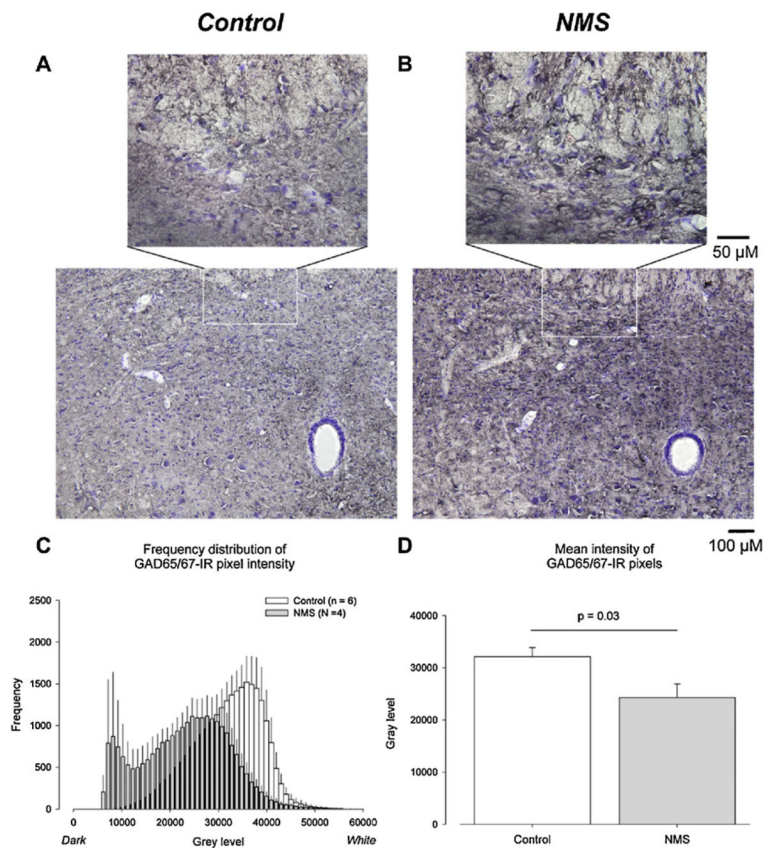 Control
NMS
A
B
50 µM
100 µM
C
Frequency distribution of
GAD65/67-IR pixel intensity
Control (n = 6)
NMS (N =4)
2500
2000
1500
1000
500
0
Frequency
0
10000
20000
30000
40000
50000
60000
Dark
Grey level
White
D
Mean intensity of
GAD65/67-IR pixels
p = 0.03
40000
30000
20000
10000
0
Gray level
Control
NMS